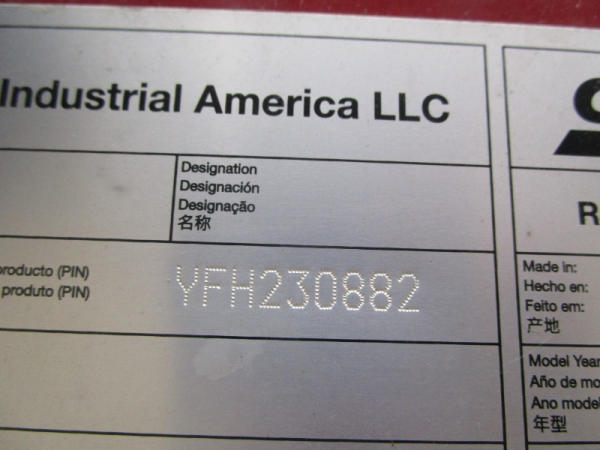 Industrial America LLC
Designation
Designación
Designação
名称
R
producto (PIN)
produto (PIN)
YFH230882
Made in:
Hecho en:
Feito em:
产地
Model Year
Año de mo
Ano model
年型